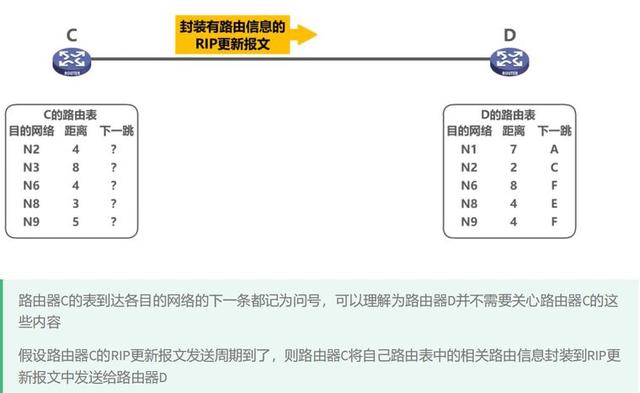 封装有路由信息的
RIP更新报文
C
D
ROUTER
ROUTER
C的路由表
目的网络 距离 下一跳
N2 4 ?
N3 8 ?
N6 4 ?
N8 3 ?
N9 5 ?
D的路由表
目的网络 距离 下一跳
N1 7 A
N2 2 C
N6 8 F
N8 4 E
N9 4 F
路由器C的表到达各目的网络的下一条都记为问号，可以理解为路由器D并不需要关心路由器C的这
些内容
假设路由器C的RIP更新报文发送周期到了，则路由器C将自己路由表中的相关路由信息封装到RIP更
新报文中发送给路由器D